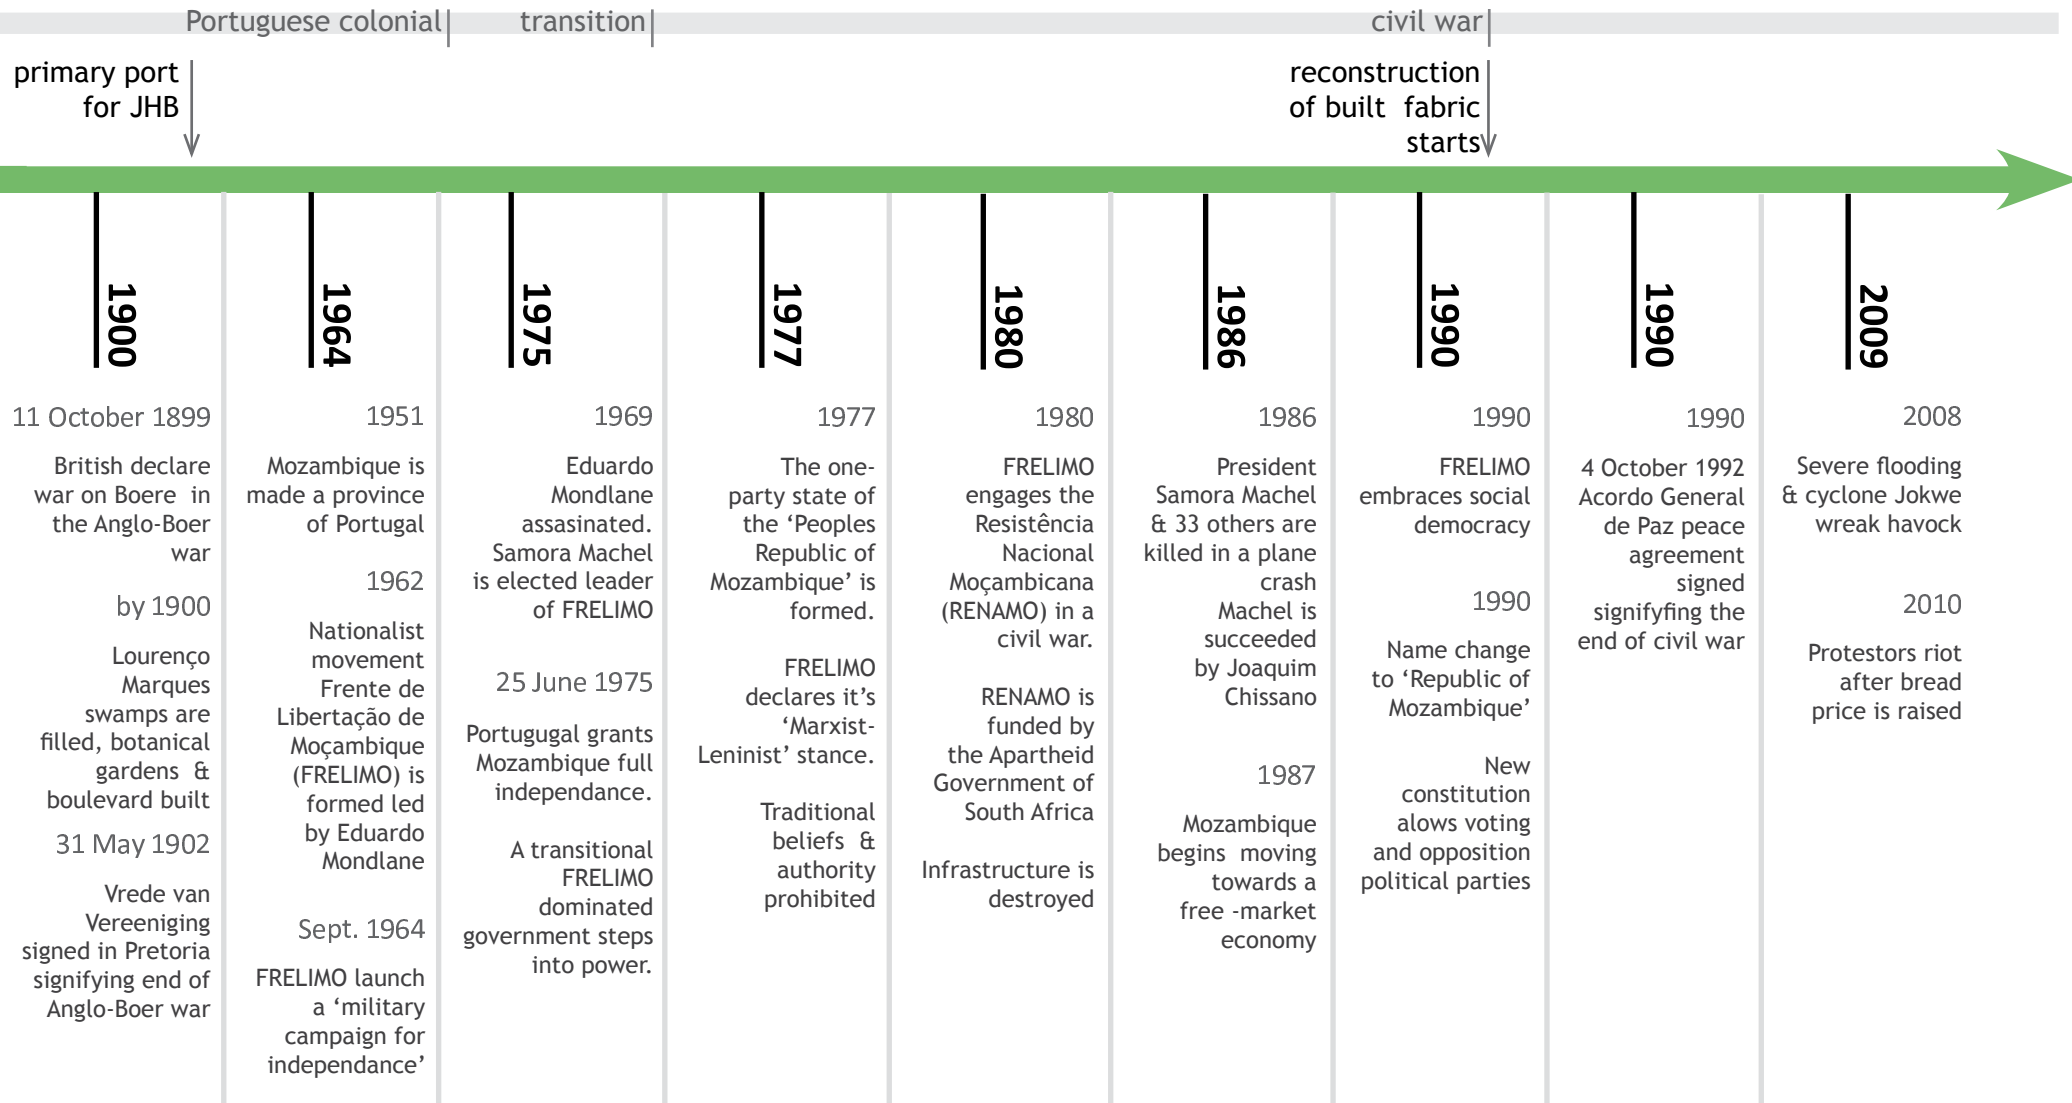 Portuguese colonial
transition
civil war
primary port
for JHB
reconstruction
of built fabric
starts
1900
11 October 1899
British declare
war on Boere in
the Anglo-Boer
war
by 1900
Lourenço
Marques
swamps are
filled, botanical
gardens &
boulevard built
31 May 1902
Vrede van
Vereeniging
signed in Pretoria
signifying end of
Anglo-Boer war
1964
1951
Mozambique is
made a province
of Portugal
1962
Nationalist
movement
Frente de
Libertação de
Moçambique
(FRELIMO) is
formed led
by Eduardo
Mondlane
Sept. 1964
FRELIMO launch
a ‘military
campaign for
independance’
1975
1969
Eduardo
Mondlane
assasinated.
Samora Machel
is elected leader
of FRELIMO
25 June 1975
Portugugal grants
Mozambique full
independance.
A transitional
FRELIMO
dominated
government steps
into power.
1977
1977
The one-
party state of
the ‘Peoples
Republic of
Mozambique’ is
formed.
FRELIMO
declares it’s
‘Marxist-
Leninist’ stance.
Traditional
beliefs &
authority
prohibited
1980
1980
FRELIMO
engages the
Resistência
Nacional
Moçambicana
(RENAMO) in a
civil war.
RENAMO is
funded by
the Apartheid
Government of
South Africa
Infrastructure is
destroyed
1986
1986
President
Samora Machel
& 33 others are
killed in a plane
crash
Machel is
succeeded
by Joaquim
Chissano
1987
Mozambique
begins moving
towards a
free -market
economy
1990
1990
FRELIMO
embraces social
democracy
1990
Name change
to ‘Republic of
Mozambique’
New
constitution
alows voting
and opposition
political parties
1990
1990
4 October 1992
Acordo General
de Paz peace
agreement
signed
signifyfing the
end of civil war
2009
2008
Severe flooding
& cyclone Jokwe
wreak havock
2010
Protestors riot
after bread
price is raised